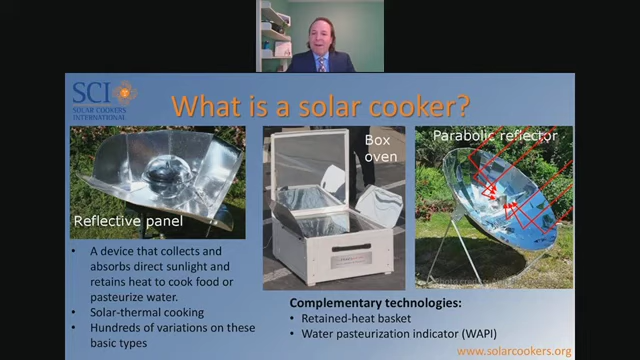 SCI
SOLAR COOKERS
INTERNATIONAL
What is a solar cooker?
Reflective panel
Box
oven
Parabolic reflector
• A device that collects and
absorbs direct sunlight and
retains heat to cook food or
pasteurize water.
• Solar-thermal cooking
• Hundreds of variations on these
basic types
Complementary technologies:
• Retained-heat basket
• Water pasteurization indicator (WAPI)
www.solarcookers.org